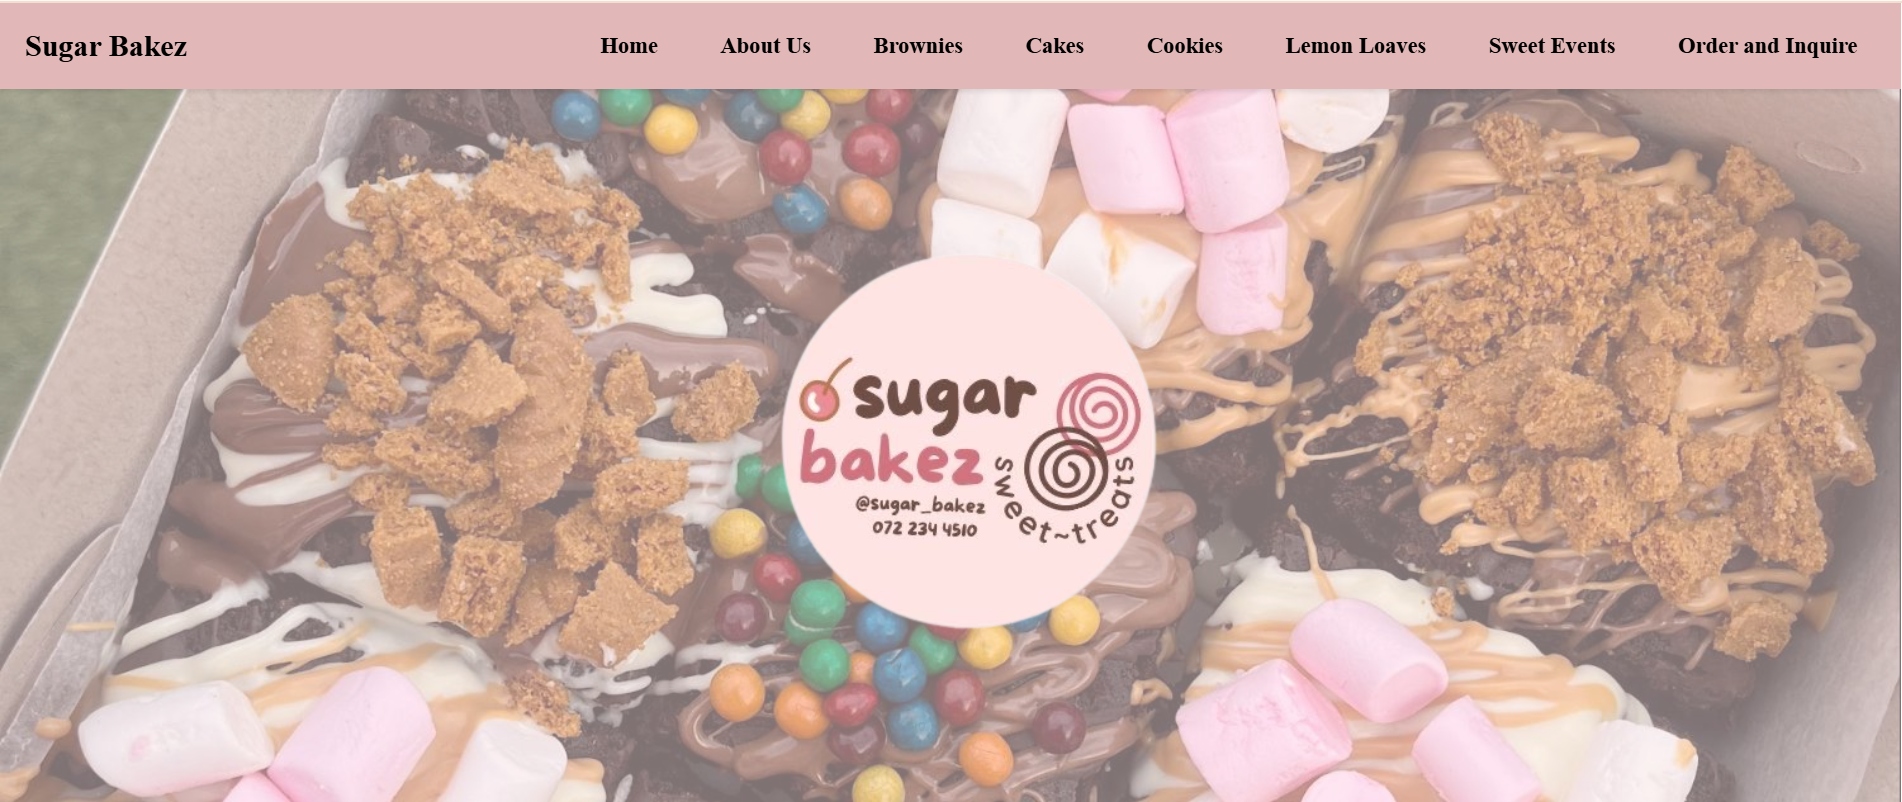 Sugar Bakez
Home About Us Brownies Cakes Cookies Lemon Loaves Sweet Events Order and Inquire
sugar
bakez
@sugar_bakez
072 234 4510
sweet~treats